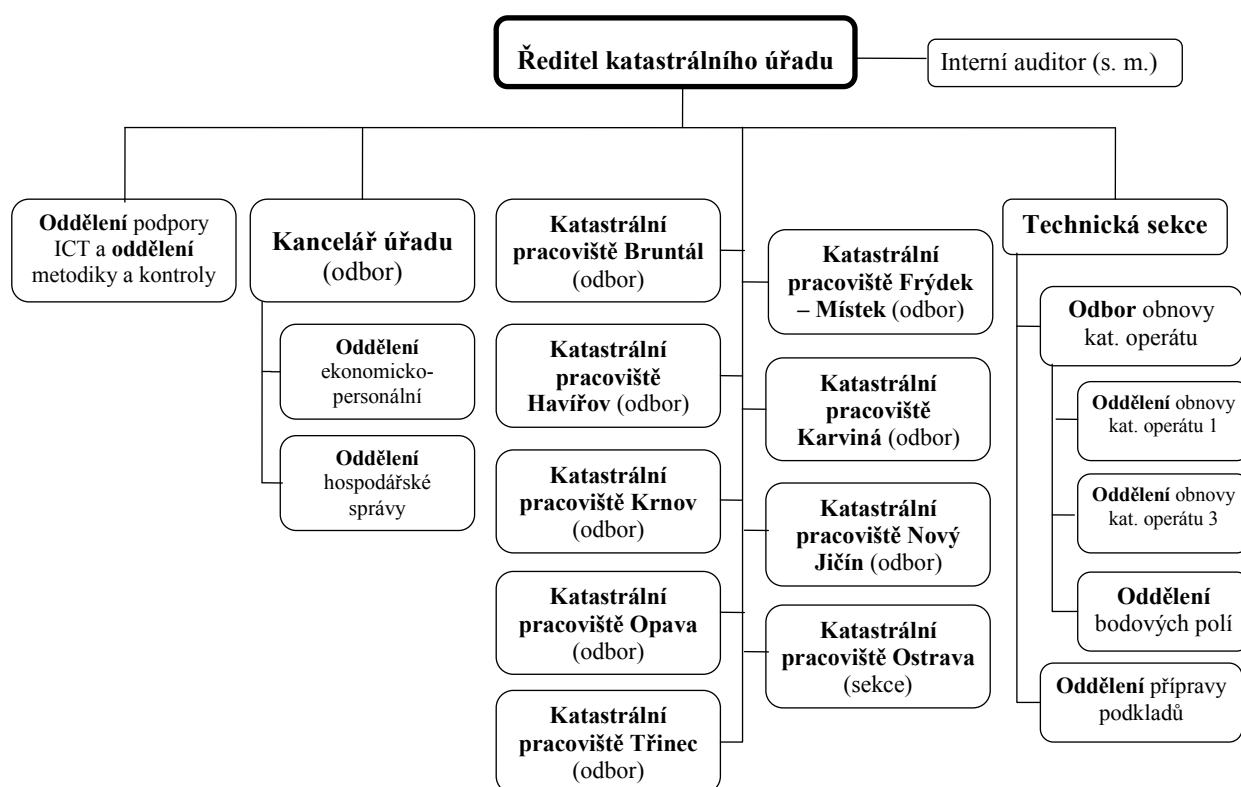 Ředitel katastrálního úřadu
Interní auditor (s. m.)
Oddělení podpory
ICT a oddělení
metodiky a kontroly
Kancelář úřadu
(odbor)
Oddělení
ekonomicko-
personální
Oddělení
hospodářské
správy
Katastrální
pracoviště Bruntál
(odbor)
Katastrální
pracoviště
Havířov (odbor)
Katastrální
pracoviště Krnov
(odbor)
Katastrální
pracoviště Opava
(odbor)
Katastrální
pracoviště Třinec
(odbor)
Katastrální
pracoviště Frýdek
– Místek (odbor)
Katastrální
pracoviště
Karviná (odbor)
Katastrální
pracoviště Nový
Jičín (odbor)
Katastrální
pracoviště Ostrava
(sekce)
Technická sekce
Odbor obnovy
kat. operátu
Oddělení obnovy
kat. operátu 1
Oddělení obnovy
kat. operátu 3
Oddělení
bodových polí
Oddělení přípravy
podkladů